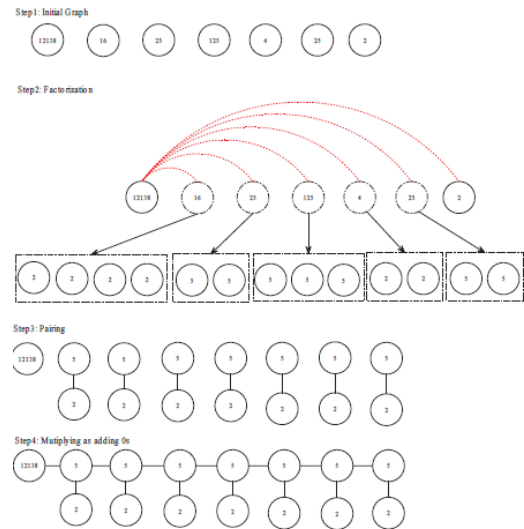 Step1: Initial Graph
12138 16 25 125 4 25 2
Step2: Factorization
12138 16 25 125 4 25 2
2 2 2 2 5 5 5 5 5 2 2 5 5
Step3: Pairing
12138 5 5 5 5 5 5 5
2 2 2 2 2 2 2
Step4: Mutiplying as adding 0s
12138 5 5 5 5 5 5 5
2 2 2 2 2 2 2